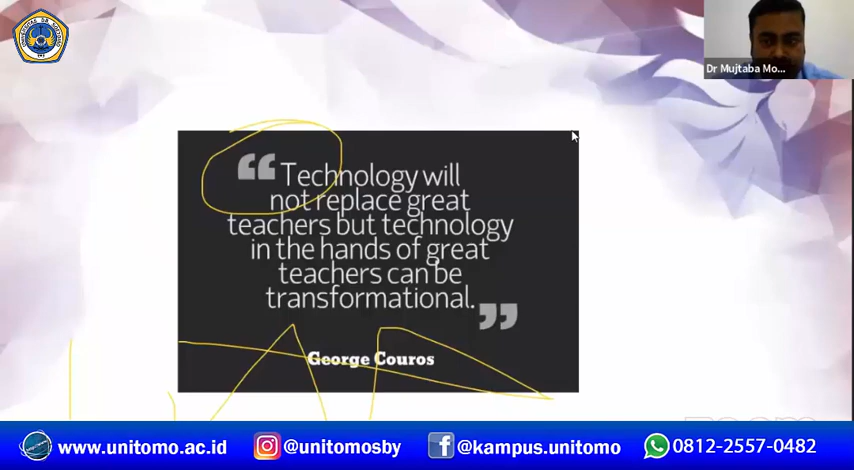 Dr Mujtaba Mo...
“Technology will
not replace great
teachers but technology
in the hands of great
teachers can be
transformational.”
George Couros
zoom
www.unitomo.ac.id
@unitomosby
@kampus.unitomo
0812-2557-0482